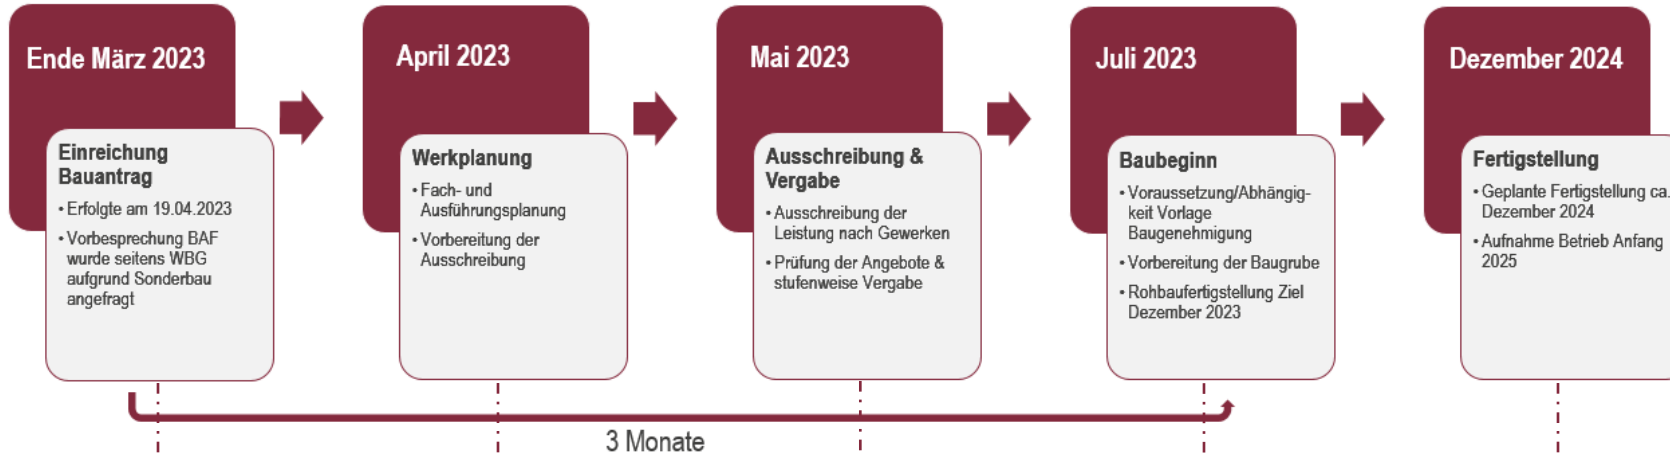 Ende März 2023
Einreichung
Bauantrag
• Erfolgte am 19.04.2023
• Vorbesprechung BAF
wurde seitens WBG
aufgrund Sonderbau
angefragt
April 2023
Werkplanung
• Fach- und
Ausführungsplanung
• Vorbereitung der
Ausschreibung
Mai 2023
Ausschreibung &
Vergabe
• Ausschreibung der
Leistung nach Gewerken
• Prüfung der Angebote &
stufenweise Vergabe
Juli 2023
Baubeginn
• Voraussetzung/Abhängig-
keit Vorlage
Baugenehmigung
• Vorbereitung der Baugrube
• Rohbaufertigstellung Ziel
Dezember 2023
Dezember 2024
Fertigstellung
• Geplante Fertigstellung ca.
Dezember 2024
• Aufnahme Betrieb Anfang
2025
3 Monate